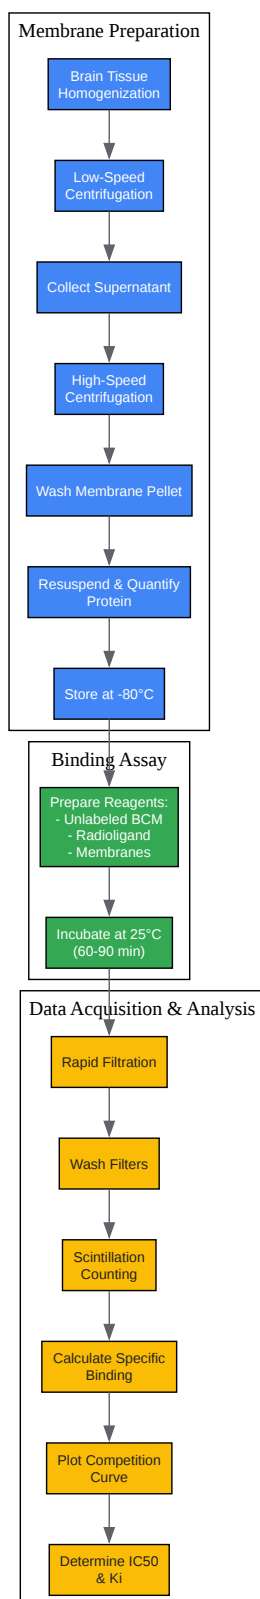 Membrane Preparation
Brain Tissue
Homogenization
Low-Speed
Centrifugation
Collect Supernatant
High-Speed
Centrifugation
Wash Membrane Pellet
Resuspend & Quantify
Protein
Store at -80°C
Binding Assay
Prepare Reagents:
- Unlabeled BCM
- Radioligand
- Membranes
Incubate at 25°C
(60-90 min)
Data Acquisition & Analysis
Rapid Filtration
Wash Filters
Scintillation
Counting
Calculate Specific
Binding
Plot Competition
Curve
Determine IC50
& Ki